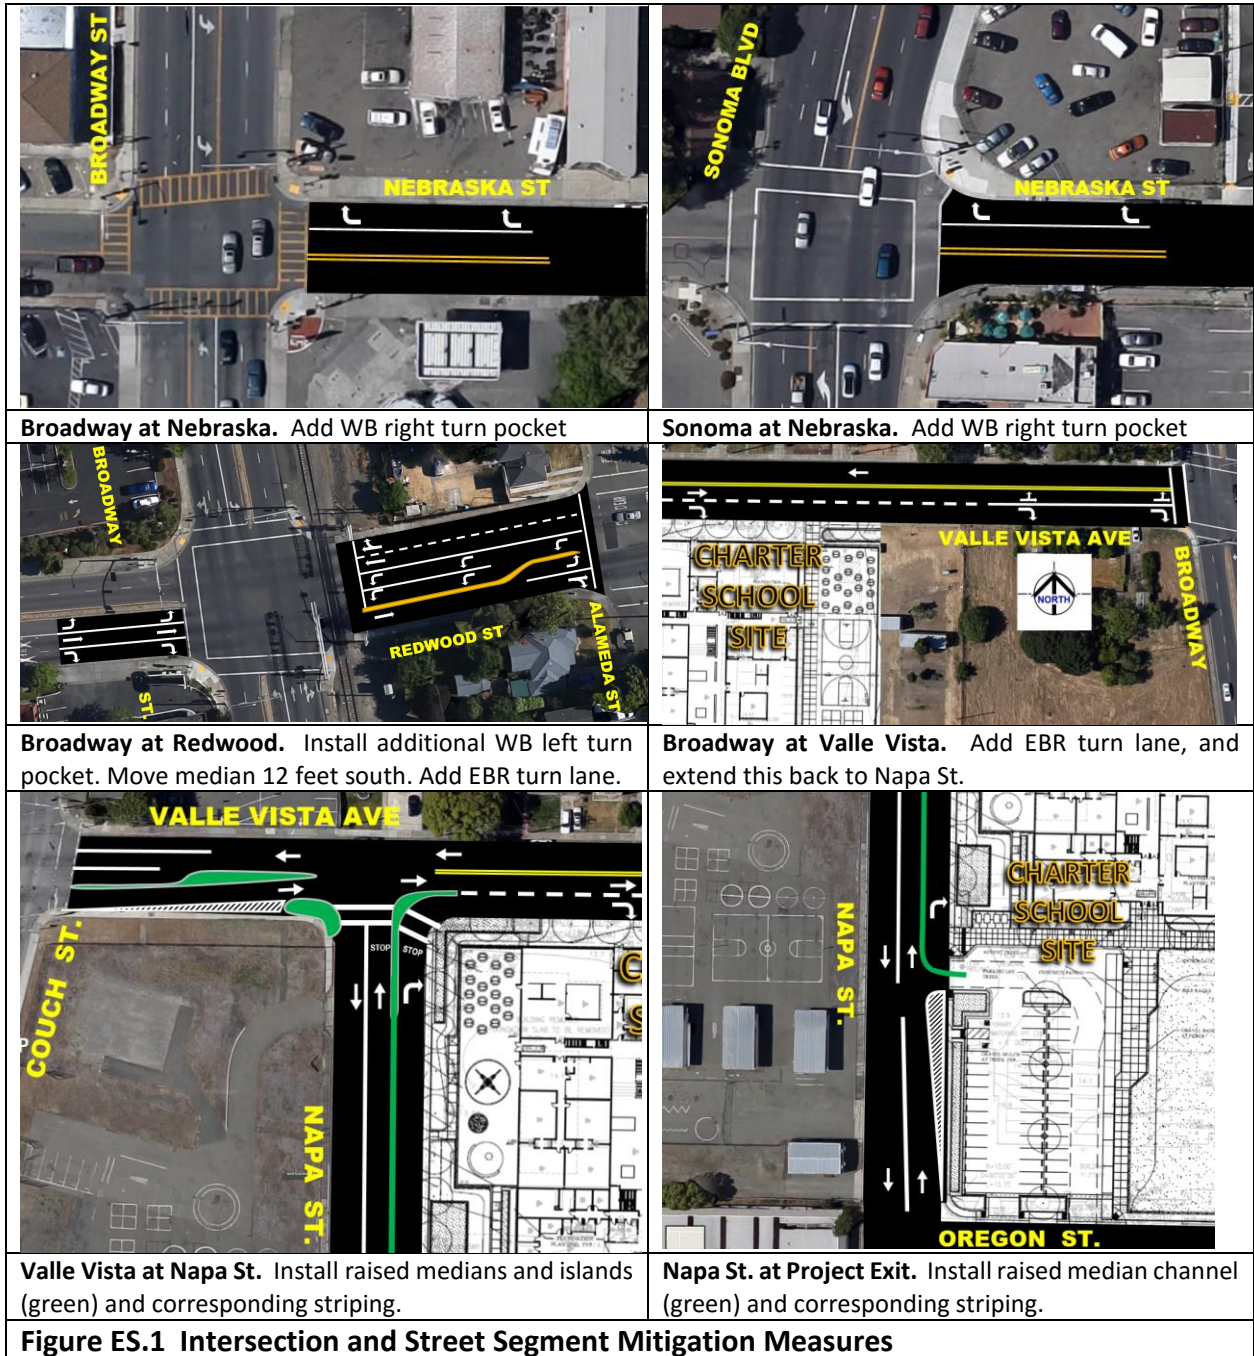 BROADWAY ST
NEBRASKA ST
SONOMA BLVD
NEBRASKA ST
Broadway at Nebraska. Add WB right turn pocket
Sonoma at Nebraska. Add WB right turn pocket
BROADWAY
ST.
REDWOOD ST
ALAMEDA ST
VALLE VISTA AVE
BROADWAY
CHARTER
SCHOOL
SITE
NORTH
Broadway at Redwood. Install additional WB left turn
pocket. Move median 12 feet south. Add EBR turn lane.
Broadway at Valle Vista. Add EBR turn lane, and
extend this back to Napa St.
VALLE VISTA AVE
COUCH ST.
NAPA ST.
STOP
STOP
C
S
NAPA ST.
CHARTER
SCHOOL
SITE
OREGON ST.
Valle Vista at Napa St. Install raised medians and islands
(green) and corresponding striping.
Napa St. at Project Exit. Install raised median channel
(green) and corresponding striping.
Figure ES.1 Intersection and Street Segment Mitigation Measures